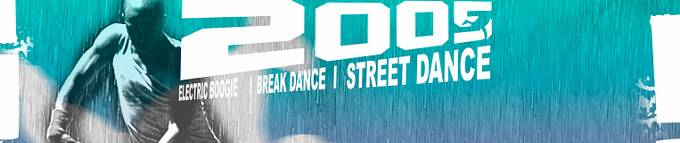 2005
ELECTRIC BOOGIE | BREAK DANCE | STREET DANCE